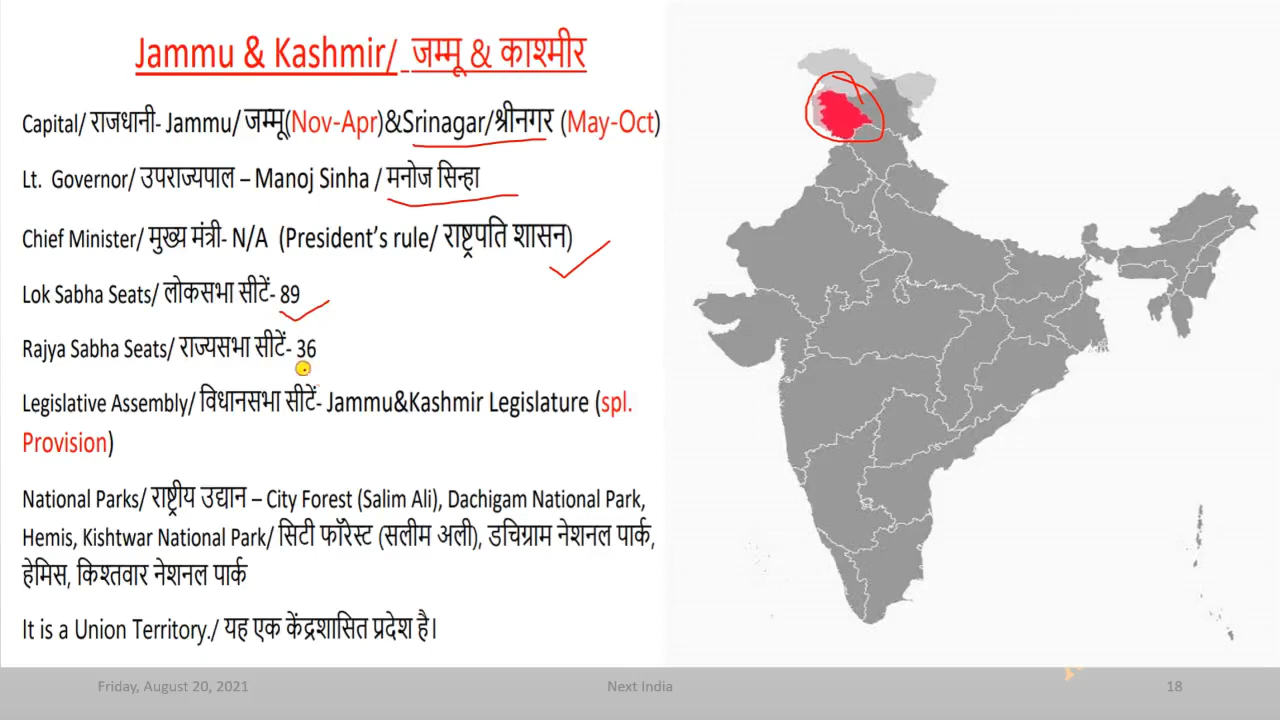 Jammu & Kashmir/ जम्मू & काश्मीर
Capital/ राजधानी- Jammu/ जम्मू(Nov-Apr)&Srinagar/श्रीनगर (May-Oct)
Lt. Governor/ उपराज्यपाल – Manoj Sinha / मनोज सिन्हा
Chief Minister/ मुख्य मंत्री- N/A (President’s rule/ राष्ट्रपति शासन)
Lok Sabha Seats/ लोकसभा सीटें- 89
Rajya Sabha Seats/ राज्यसभा सीटें- 36
Legislative Assembly/ विधानसभा सीटें- Jammu&Kashmir Legislature (spl.
Provision)
National Parks/ राष्ट्रीय उद्यान – City Forest (Salim Ali), Dachigam National Park,
Hemis, Kishtwar National Park/ सिटी फॉरेस्ट (सलीम अली), डचिग्राम नेशनल पार्क,
हेमिस, किश्तवार नेशनल पार्क
It is a Union Territory./ यह एक केंद्रशासित प्रदेश है।
Friday, August 20, 2021
Next India
18